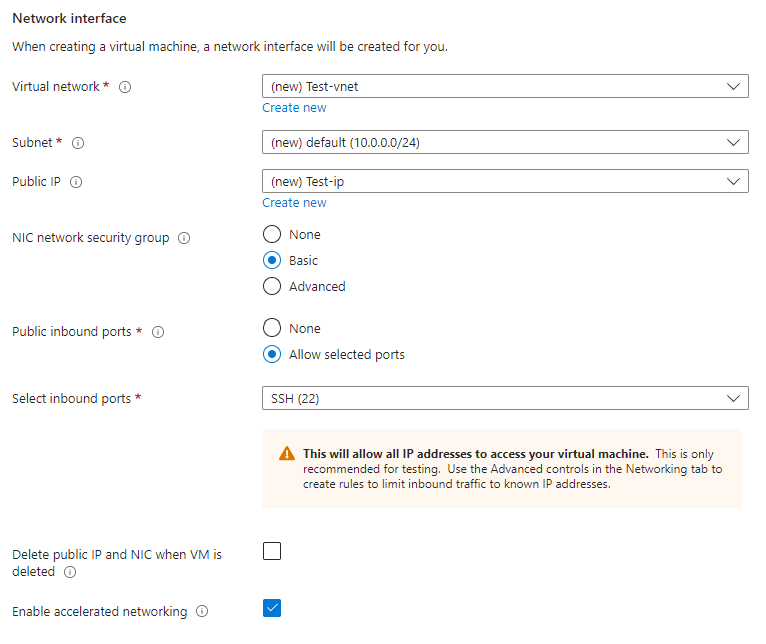 Network interface
When creating a virtual machine, a network interface will be created for you.
Virtual network *
(new) Test-vnet
Create new
Subnet *
(new) default (10.0.0.0/24)
Public IP
(new) Test-ip
Create new
NIC network security group
None
Basic
Advanced
Public inbound ports *
None
Allow selected ports
Select inbound ports *
SSH (22)
This will allow all IP addresses to access your virtual machine. This is only
recommended for testing. Use the Advanced controls in the Networking tab to
create rules to limit inbound traffic to known IP addresses.
Delete public IP and NIC when VM is
deleted
Enable accelerated networking